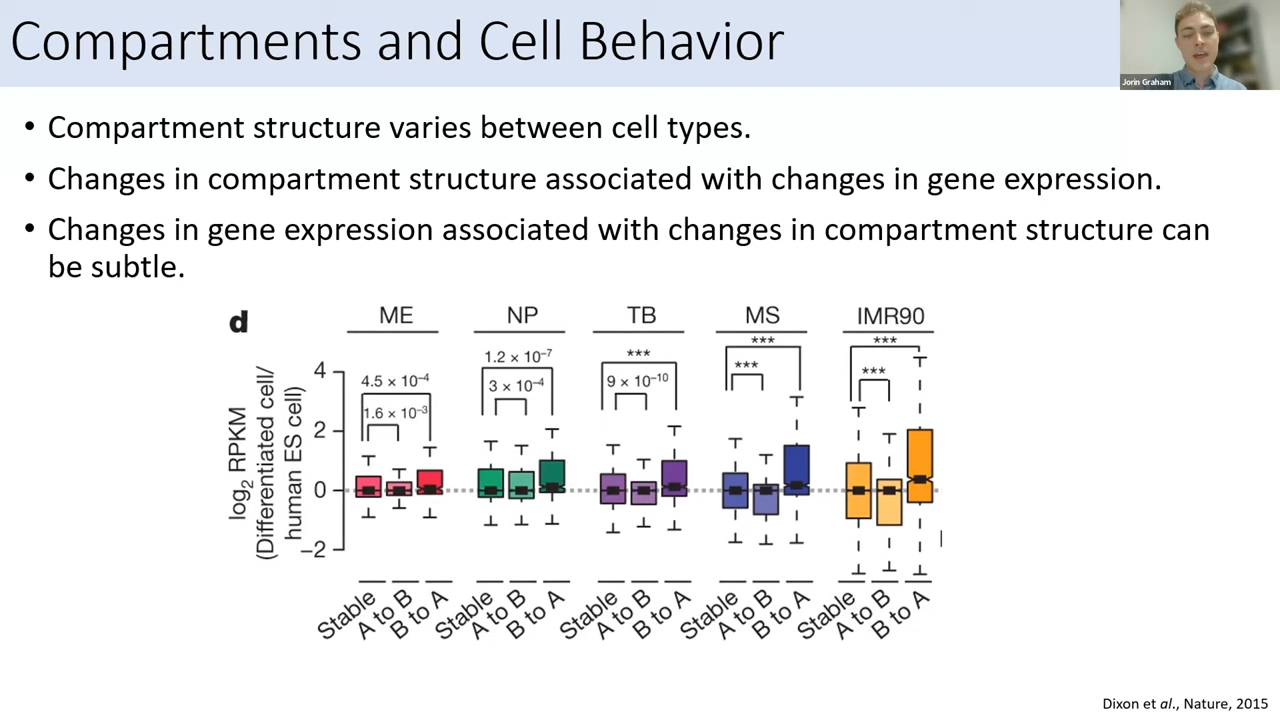 Compartments and Cell Behavior
Jorin Graham
• Compartment structure varies between cell types.
• Changes in compartment structure associated with changes in gene expression.
• Changes in gene expression associated with changes in compartment structure can
be subtle.
d
ME NP TB MS IMR90
4.5 × 10⁻⁴
1.6 × 10⁻³
1.2 × 10⁻⁷
3 × 10⁻⁴
***
9 × 10⁻¹⁰
***
***
***
***
log₂ RPKM
(Differentiated cell/
human ES cell)
4
2
0
–2
Stable A to B B to A Stable A to B B to A Stable A to B B to A Stable A to B B to A Stable A to B B to A
Dixon et al., Nature, 2015